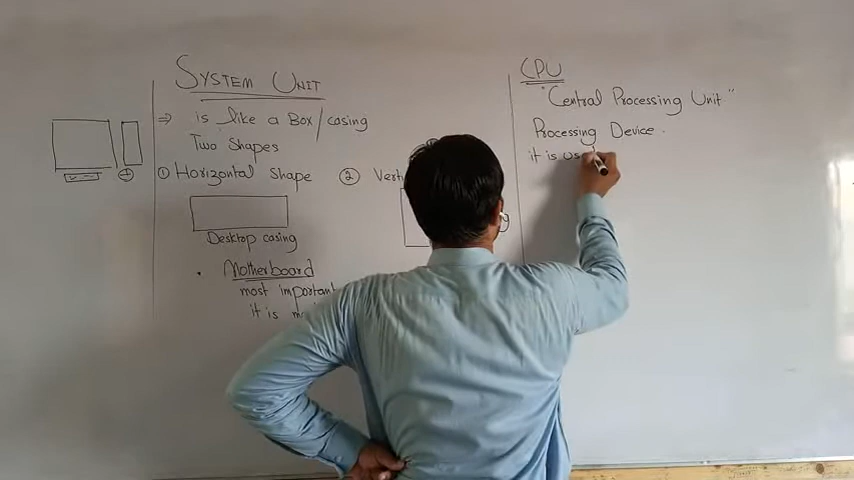 SYSTEM UNIT
⇒ is like a Box/casing
Two Shapes
① Horizontal Shape
② Vert
Desktop casing
• Motherboard
most important
it is
CPU
"Central Processing Unit"
Processing Device.
it is us